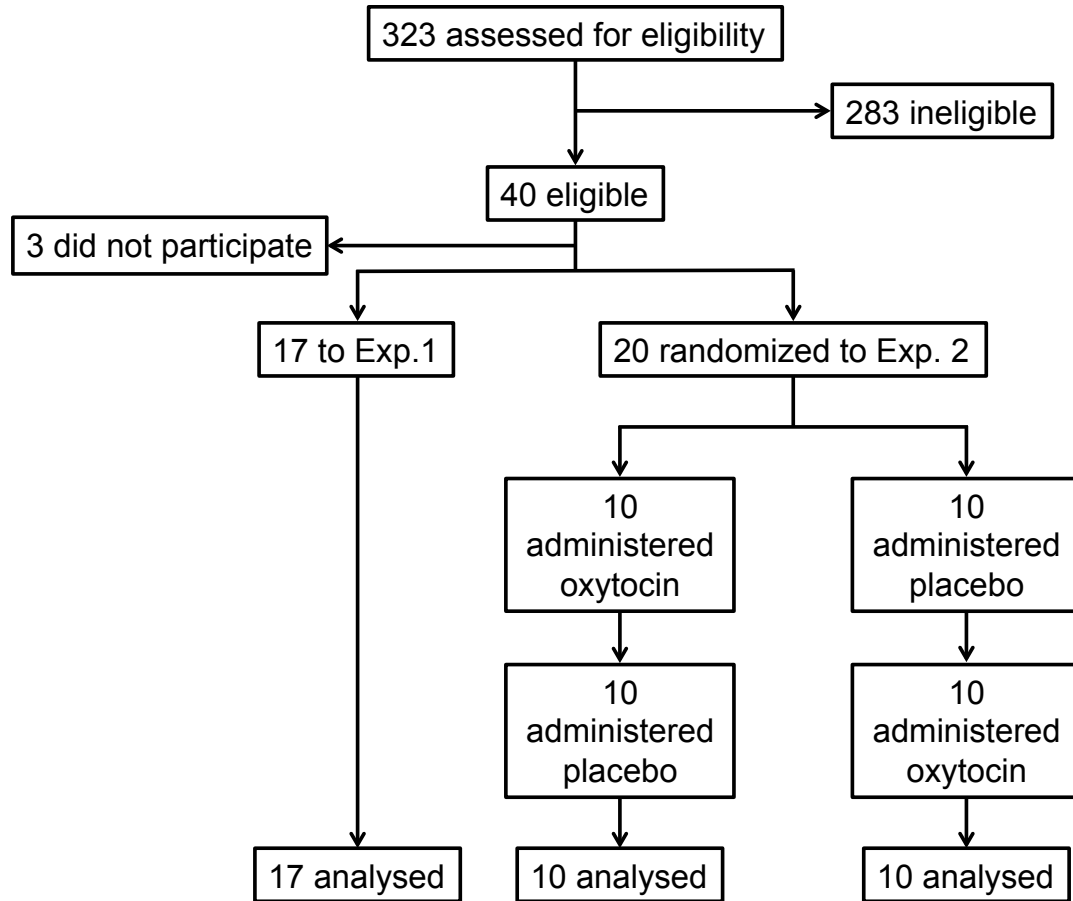 323 assessed for eligibility
283 ineligible
40 eligible
3 did not participate
17 to Exp.1
20 randomized to Exp. 2
10
administered
oxytocin
10
administered
placebo
10
administered
placebo
10
administered
oxytocin
17 analysed
10 analysed
10 analysed